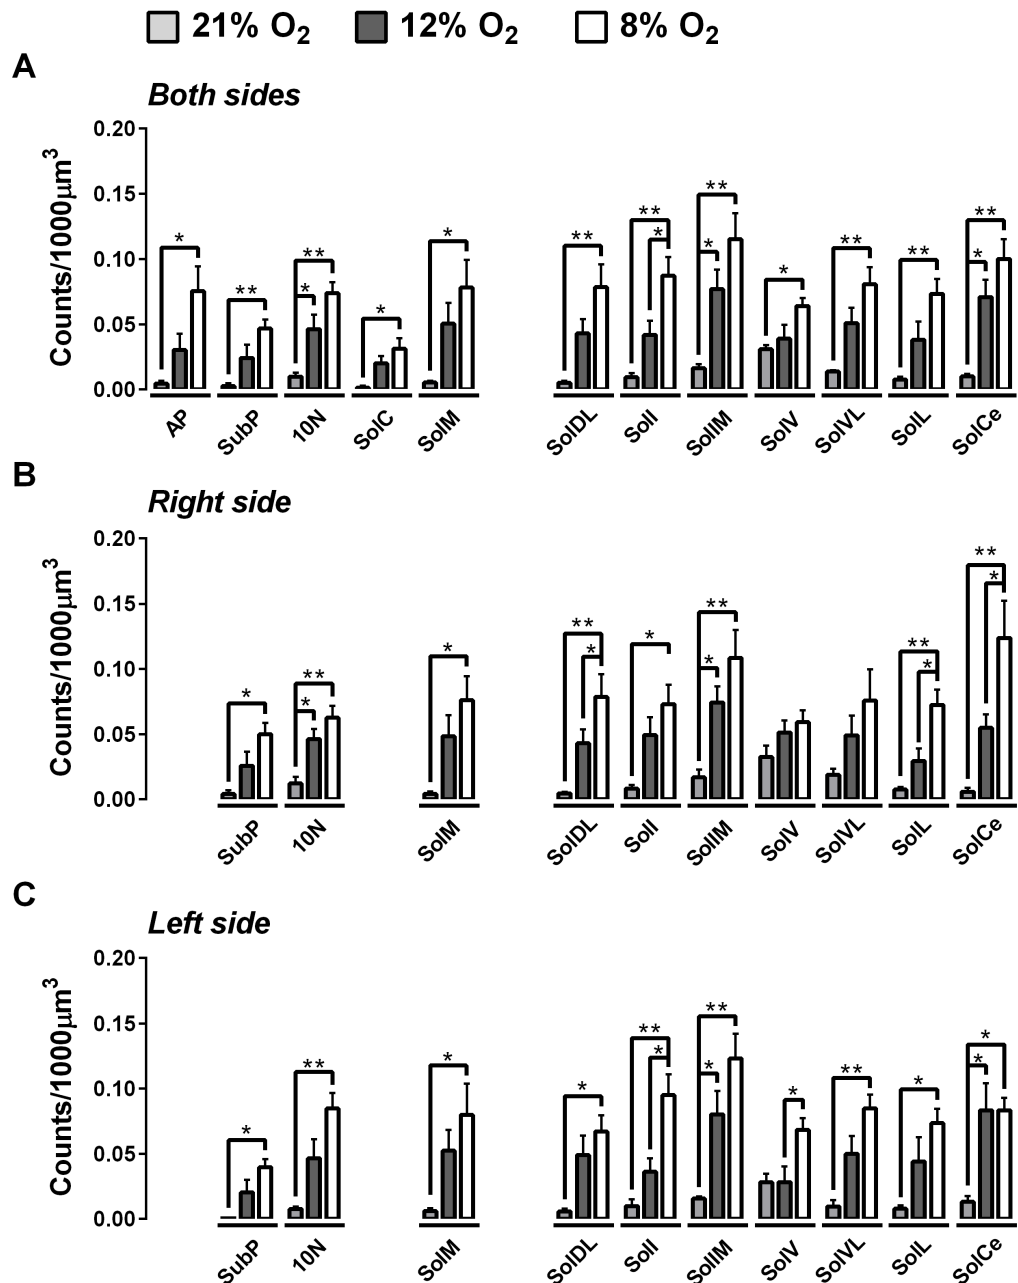 21% O2 12% O2 8% O2
A
Both sides
Counts/1000μm3
0.20
0.15
0.10
0.05
0.00
* ** ** * * * ** ** * ** * * ** ** ** *
AP SubP 10N SolC SolM SolDL SolI SolIM SolV SolVL SolL SolCe
B
Right side
Counts/1000μm3
0.20
0.15
0.10
0.05
0.00
* ** * * ** * * ** * ** * ** *
SubP 10N SolM SolDL SolI SolIM SolV SolVL SolL SolCe
C
Left side
Counts/1000μm3
0.20
0.15
0.10
0.05
0.00
* ** * * ** * ** * * ** * * *
SubP 10N SolM SolDL SolI SolIM SolV SolVL SolL SolCe